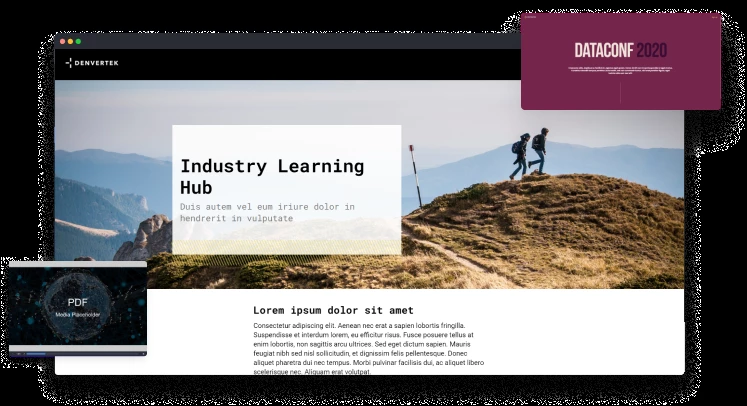 DENVERTEK
DATACONF 2020
Industry Learning
Hub
Duis autem vel eum iriure dolor in
hendrerit in vulputate
PDF
Media Placeholder
Lorem ipsum dolor sit amet
Consectetur adipiscing elit. Aenean nec erat a sapien lobortis fringilla.
Suspendisse et interdum lorem, eu efficitur risus. Fusce posuere tellus at
enim lobortis, non sagittis arcu ultrices. Sed eget dictum sapien. Mauris
feugiat nibh sed nisl sollicitudin, et dignissim felis pellentesque. Donec
aliquet pharetra dui nec tempus. Morbi pulvinar facilisis dui, ac aliquet libero
scelerisque nec. Aliquam erat volutpat.